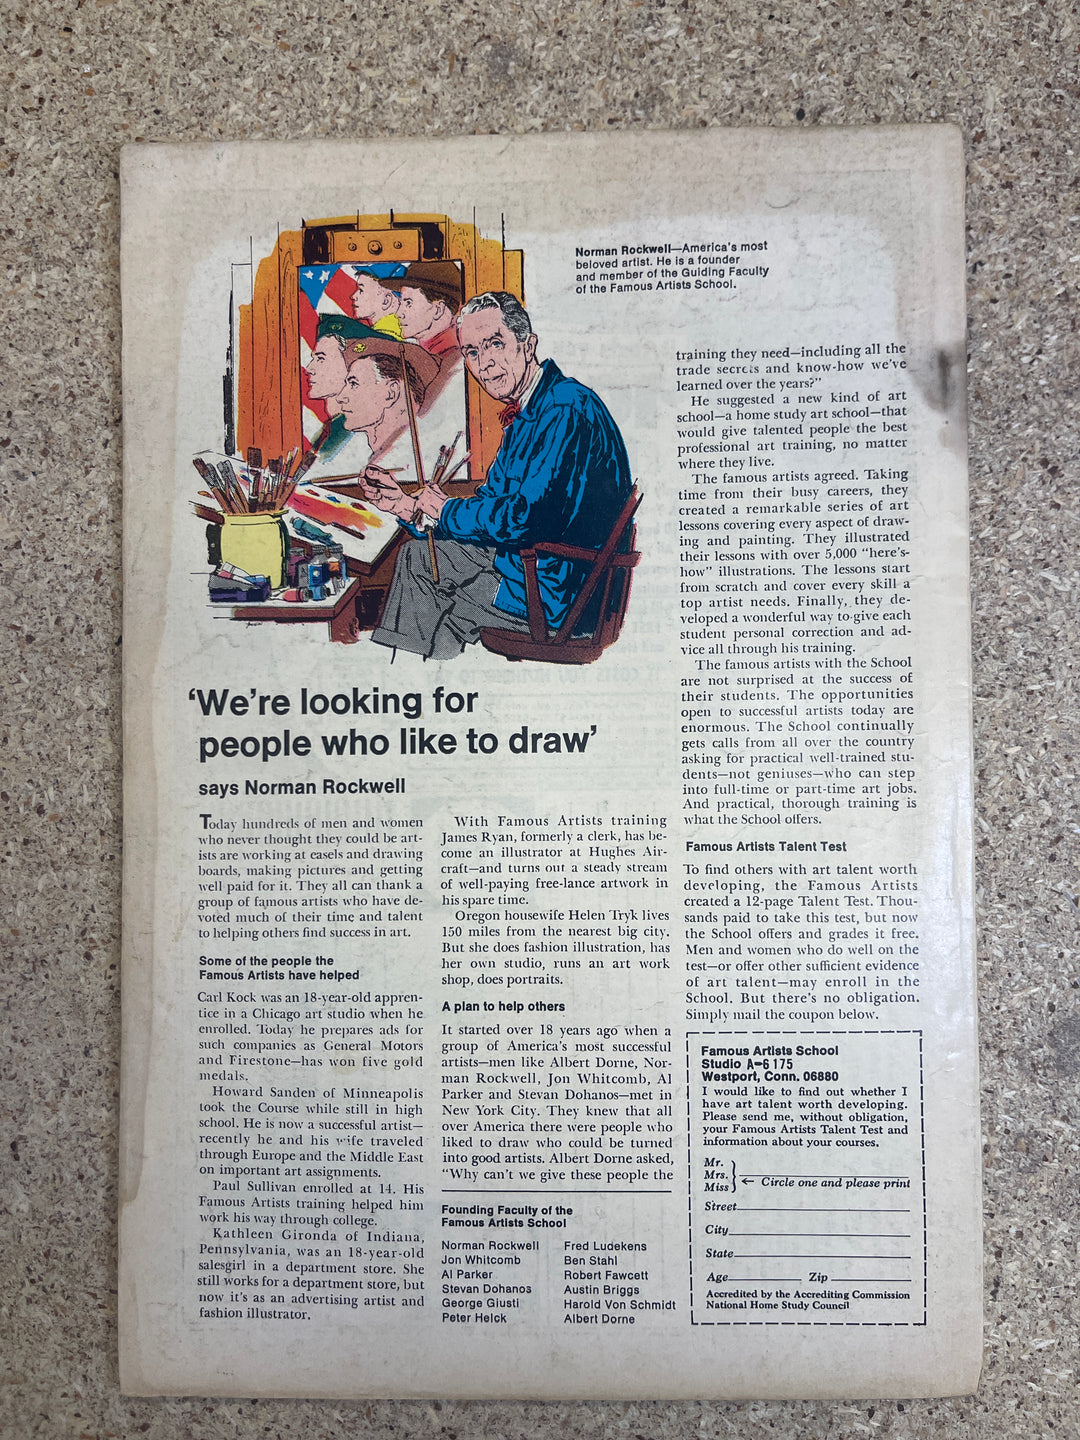 Norman Rockwell—America's most
beloved artist. He is a founder
and member of the Guiding Faculty
of the Famous Artists School.
'We're looking for
people who like to draw'
says Norman Rockwell
Today hundreds of men and women
who never thought they could be art-
ists are working at easels and drawing
boards, making pictures and getting
well paid for it. They all can thank a
group of famous artists who have de-
voted much of their time and talent
to helping others find success in art.
Some of the people the
Famous Artists have helped
Carl Kock was an 18-year-old appren-
tice in a Chicago art studio when he
enrolled. Today he prepares ads for
such companies as General Motors
and Firestone—has won five gold
medals.
Howard Sanden of Minneapolis
took the Course while still in high
school. He is now a successful artist—
recently he and his wife traveled
through Europe and the Middle East
on important art assignments.
Paul Sullivan enrolled at 14. His
Famous Artists training helped him
work his way through college.
Kathleen Gironda of Indiana,
Pennsylvania, was an 18-year-old
salesgirl in a department store. She
still works for a department store, but
now it's as an advertising artist and
fashion illustrator.
With Famous Artists training
James Ryan, formerly a clerk, has be-
come an illustrator at Hughes Air-
craft—and turns out a steady stream
of well-paying free-lance artwork in
his spare time.
Oregon housewife Helen Tryk lives
150 miles from the nearest big city.
But she does fashion illustration, has
her own studio, runs an art work
shop, does portraits.
A plan to help others
It started over 18 years ago when a
group of America's most successful
artists—men like Albert Dorne, Nor-
man Rockwell, Jon Whitcomb, Al
Parker and Stevan Dohanos—met in
New York City. They knew that all
over America there were people who
liked to draw who could be turned
into good artists. Albert Dorne asked,
"Why can't we give these people the
Founding Faculty of the
Famous Artists School
Norman Rockwell
Jon Whitcomb
Al Parker
Stevan Dohanos
George Giusti
Peter Helck
Fred Ludekens
Ben Stahl
Robert Fawcett
Austin Briggs
Harold Von Schmidt
Albert Dorne
training they need—including all the
trade secrets and know-how we've
learned over the years?"
He suggested a new kind of art
school—a home study art school—that
would give talented people the best
professional art training, no matter
where they live.
The famous artists agreed. Taking
time from their busy careers, they
created a remarkable series of art
lessons covering every aspect of draw-
ing and painting. They illustrated
their lessons with over 5,000 "here's-
how" illustrations. The lessons start
from scratch and cover every skill a
top artist needs. Finally, they de-
veloped a wonderful way to give each
student personal correction and ad-
vice all through his training.
The famous artists with the School
are not surprised at the success of
their students. The opportunities
open to successful artists today are
enormous. The School continually
gets calls from all over the country
asking for practical well-trained stu-
dents—not geniuses—who can step
into full-time or part-time art jobs.
And practical, thorough training is
what the School offers.
Famous Artists Talent Test
To find others with art talent worth
developing, the Famous Artists
created a 12-page Talent Test. Thou-
sands paid to take this test, but now
the School offers and grades it free.
Men and women who do well on the
test—or offer other sufficient evidence
of art talent—may enroll in the
School. But there's no obligation.
Simply mail the coupon below.
Famous Artists School
Studio A-6175
Westport, Conn. 06880
I would like to find out whether I
have art talent worth developing.
Please send me, without obligation,
your Famous Artists Talent Test and
information about your courses.
Mr.
Mrs.
Miss
← Circle one and please print
Street
City
State
Age Zip
Accredited by the Accrediting Commission
National Home Study Council